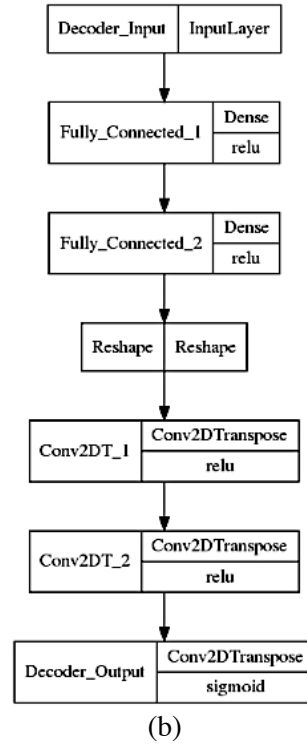 Decoder_Input InputLayer
Fully_Connected_1 Dense
relu
Fully_Connected_2 Dense
relu
Reshape Reshape
Conv2DT_1 Conv2DTranspose
relu
Conv2DT_2 Conv2DTranspose
relu
Decoder_Output Conv2DTranspose
sigmoid
(b)